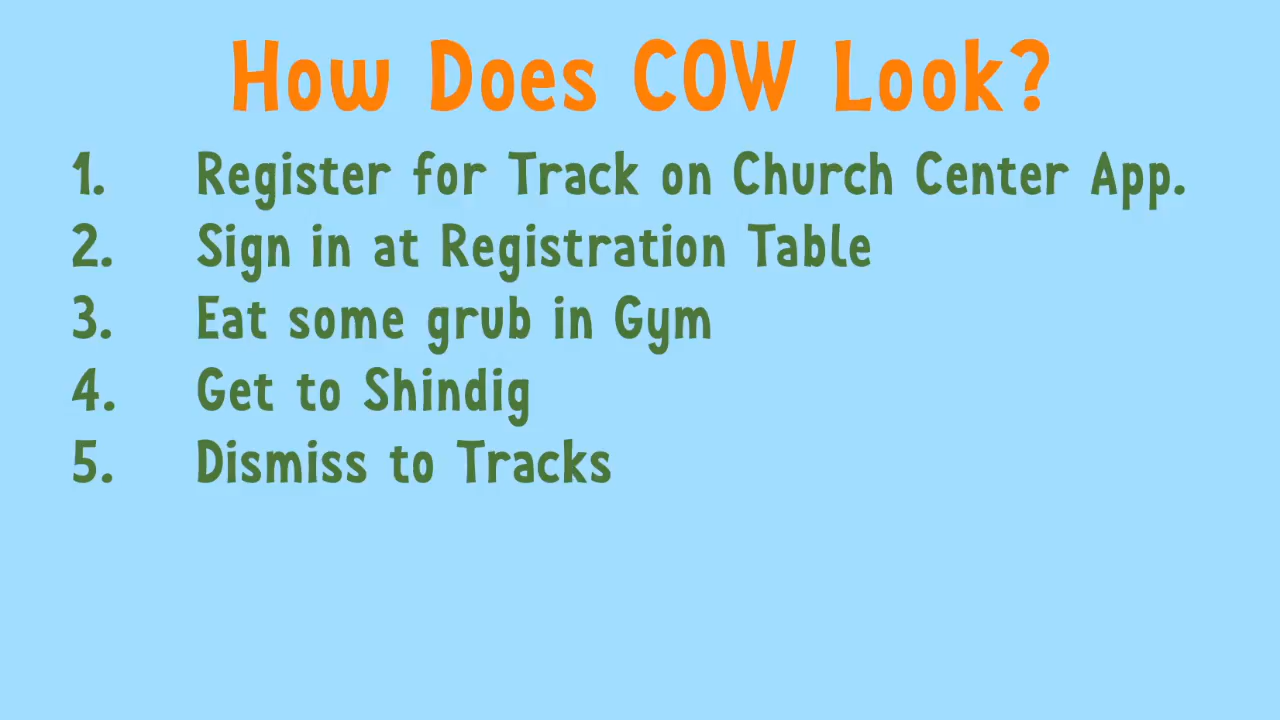 How Does COW Look?
1. Register for Track on Church Center App.
2. Sign in at Registration Table
3. Eat some grub in Gym
4. Get to Shindig
5. Dismiss to Tracks